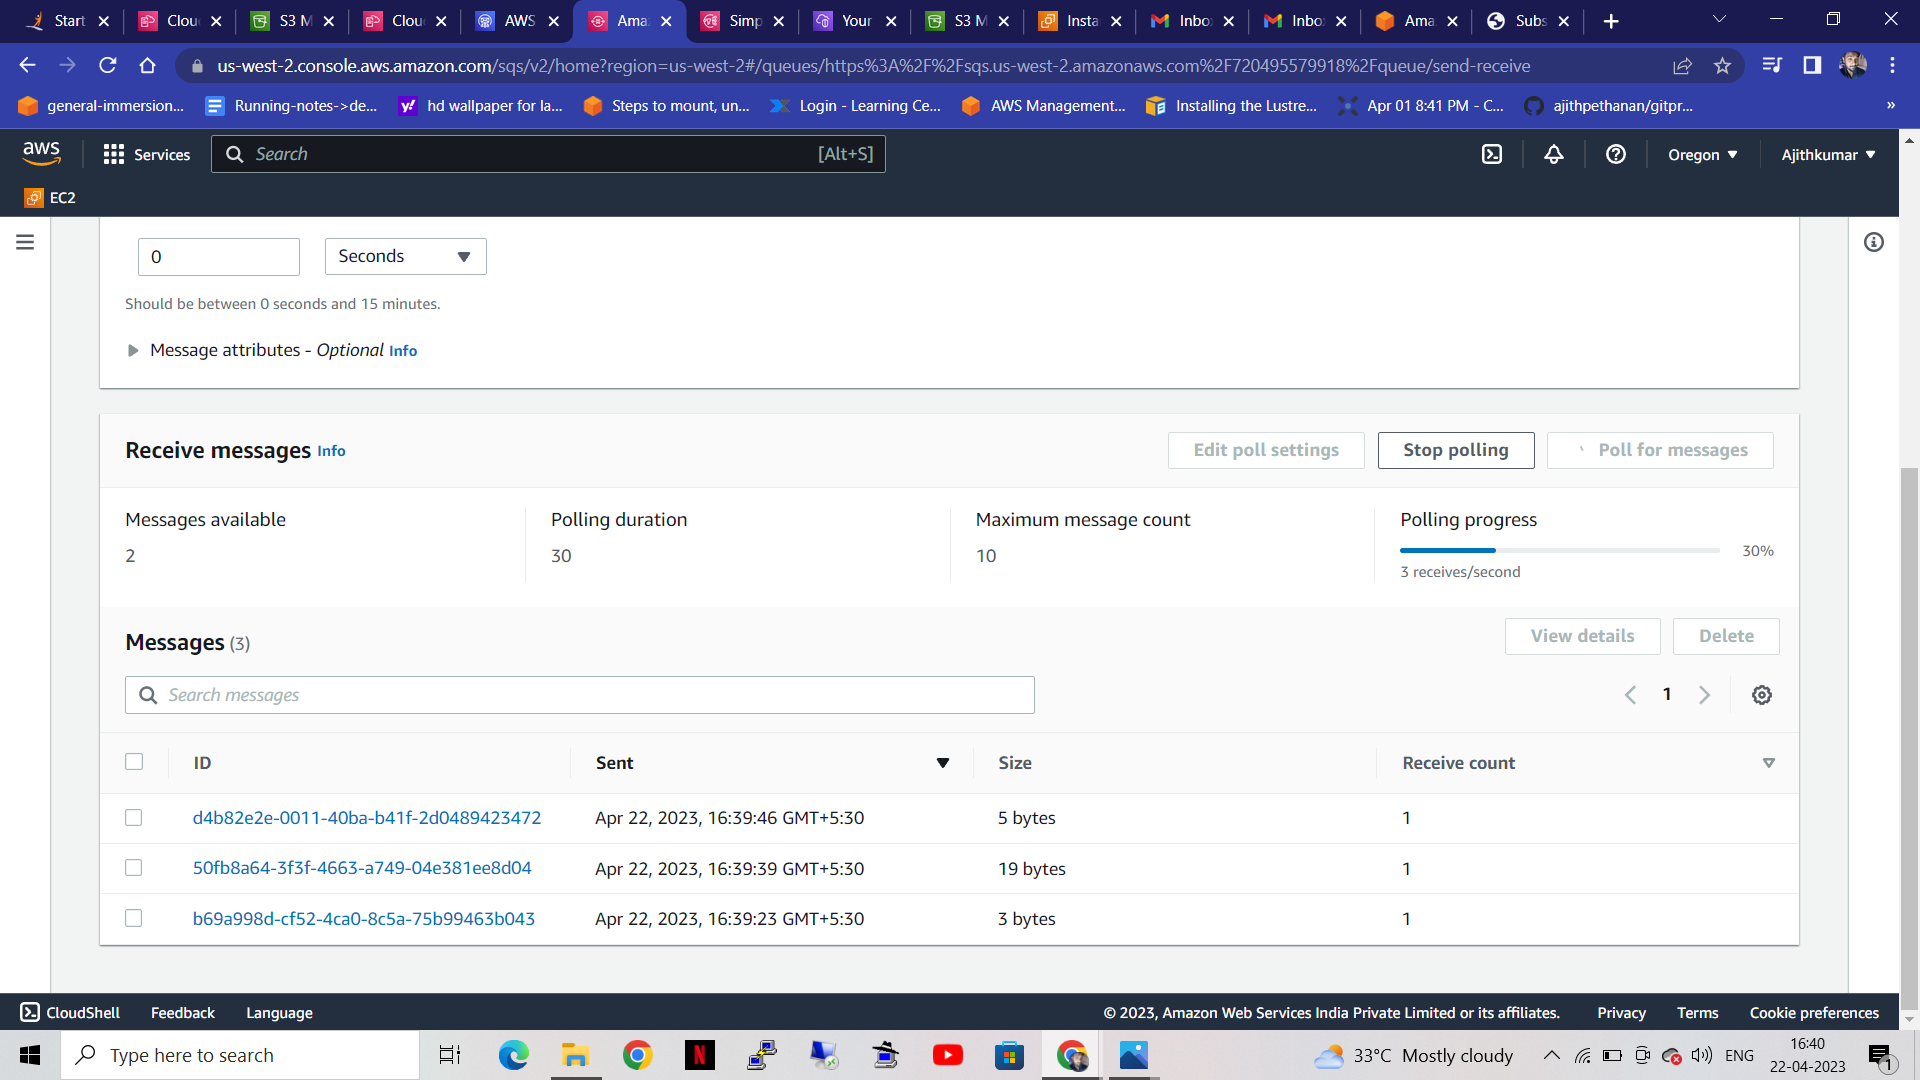 Start
Clou
S3 M
Clou
AWS
Ama
Simp
Your
S3 M
Insta
Inbo
Inbo
Ama
Subs
us-west-2.console.aws.amazon.com/sqs/v2/home?region=us-west-2#/queues/https%3A%2F%2Fsqs.us-west-2.amazonaws.com%2F720495579918%2Fqueue/send-receive
general-immersion...
Running-notes->de...
hd wallpaper for la...
Steps to mount, un...
Login - Learning Ce...
AWS Management...
Installing the Lustre...
Apr 01 8:41 PM - C...
ajithpethanan/gitpr...
»
aws
Services
Search
[Alt+S]
Oregon
Ajithkumar
EC2
0
Seconds
Should be between 0 seconds and 15 minutes.
Message attributes - Optional Info
Receive messages Info
Edit poll settings
Stop polling
Poll for messages
Messages available
2
Polling duration
30
Maximum message count
10
Polling progress
30%
3 receives/second
Messages (3)
View details
Delete
Search messages
1
ID
Sent
Size
Receive count
d4b82e2e-0011-40ba-b41f-2d0489423472 Apr 22, 2023, 16:39:46 GMT+5:30 5 bytes 1
50fb8a64-3f3f-4663-a749-04e381ee8d04 Apr 22, 2023, 16:39:39 GMT+5:30 19 bytes 1
b69a998d-cf52-4ca0-8c5a-75b99463b043 Apr 22, 2023, 16:39:23 GMT+5:30 3 bytes 1
CloudShell
Feedback
Language
© 2023, Amazon Web Services India Private Limited or its affiliates.
Privacy
Terms
Cookie preferences
Type here to search
33°C Mostly cloudy
ENG
16:40
22-04-2023
1